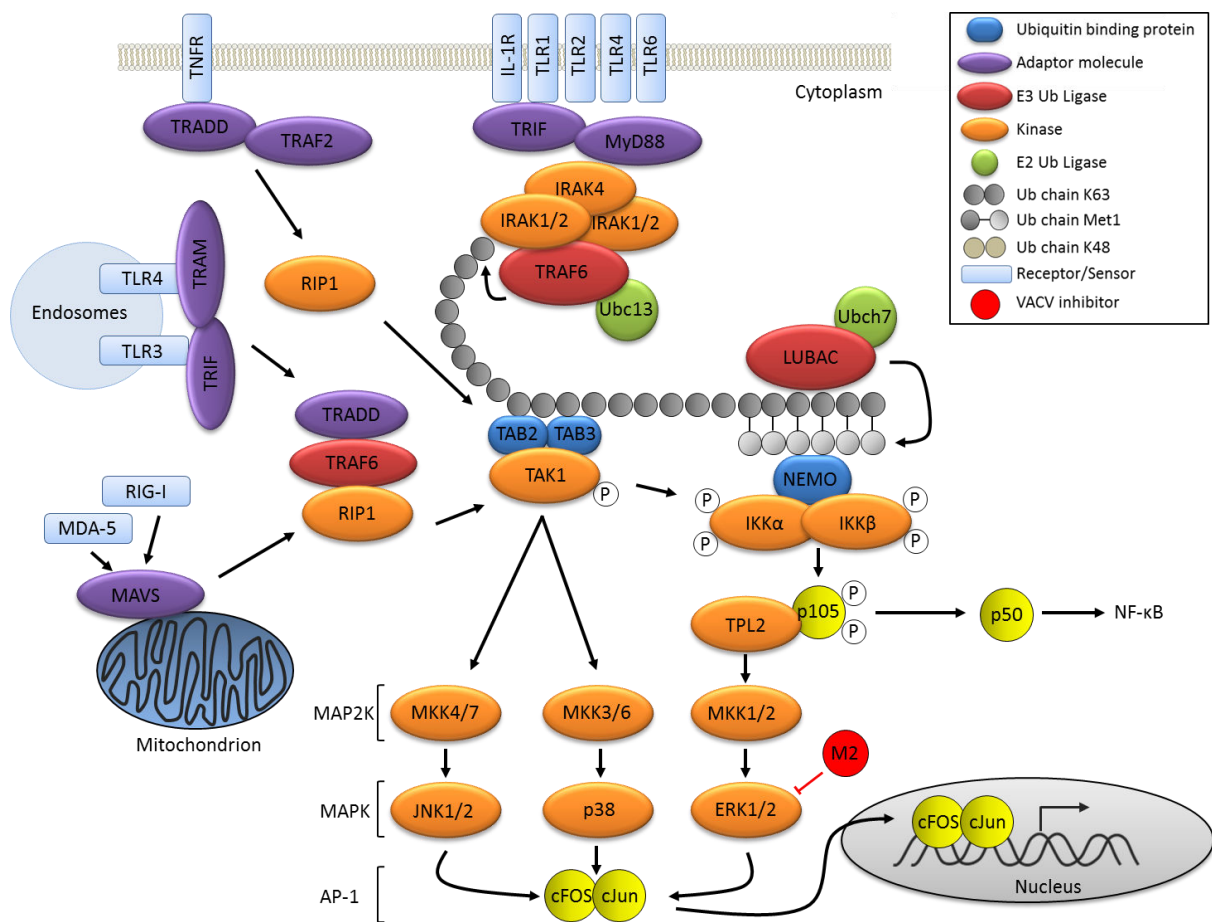 TNFR
IL-1R
TLR1
TLR2
TLR4
TLR6
Cytoplasm
TRADD
TRAF2
TRIF
MyD88
IRAK4
IRAK1/2
IRAK1/2
TRAF6
Ubc13
Ubiquitin binding protein
Adaptor molecule
E3 Ub Ligase
Kinase
E2 Ub Ligase
Ub chain K63
Ub chain Met1
Ub chain K48
Receptor/Sensor
VACV inhibitor
TRAM
TLR4
Endosomes
TLR3
TRIF
RIP1
Ubch7
LUBAC
TRADD
TRAF6
RIP1
TAB2
TAB3
TAK1
P
NEMO
IKKα
IKKβ
P
P
P
P
RIG-I
MDA-5
MAVS
Mitochondrion
TPL2
p105
P
P
p50
NF-κB
MAP2K
MKK4/7
MKK3/6
MKK1/2
M2
MAPK
JNK1/2
p38
ERK1/2
AP-1
cFOS
cJun
cFOS
cJun
Nucleus